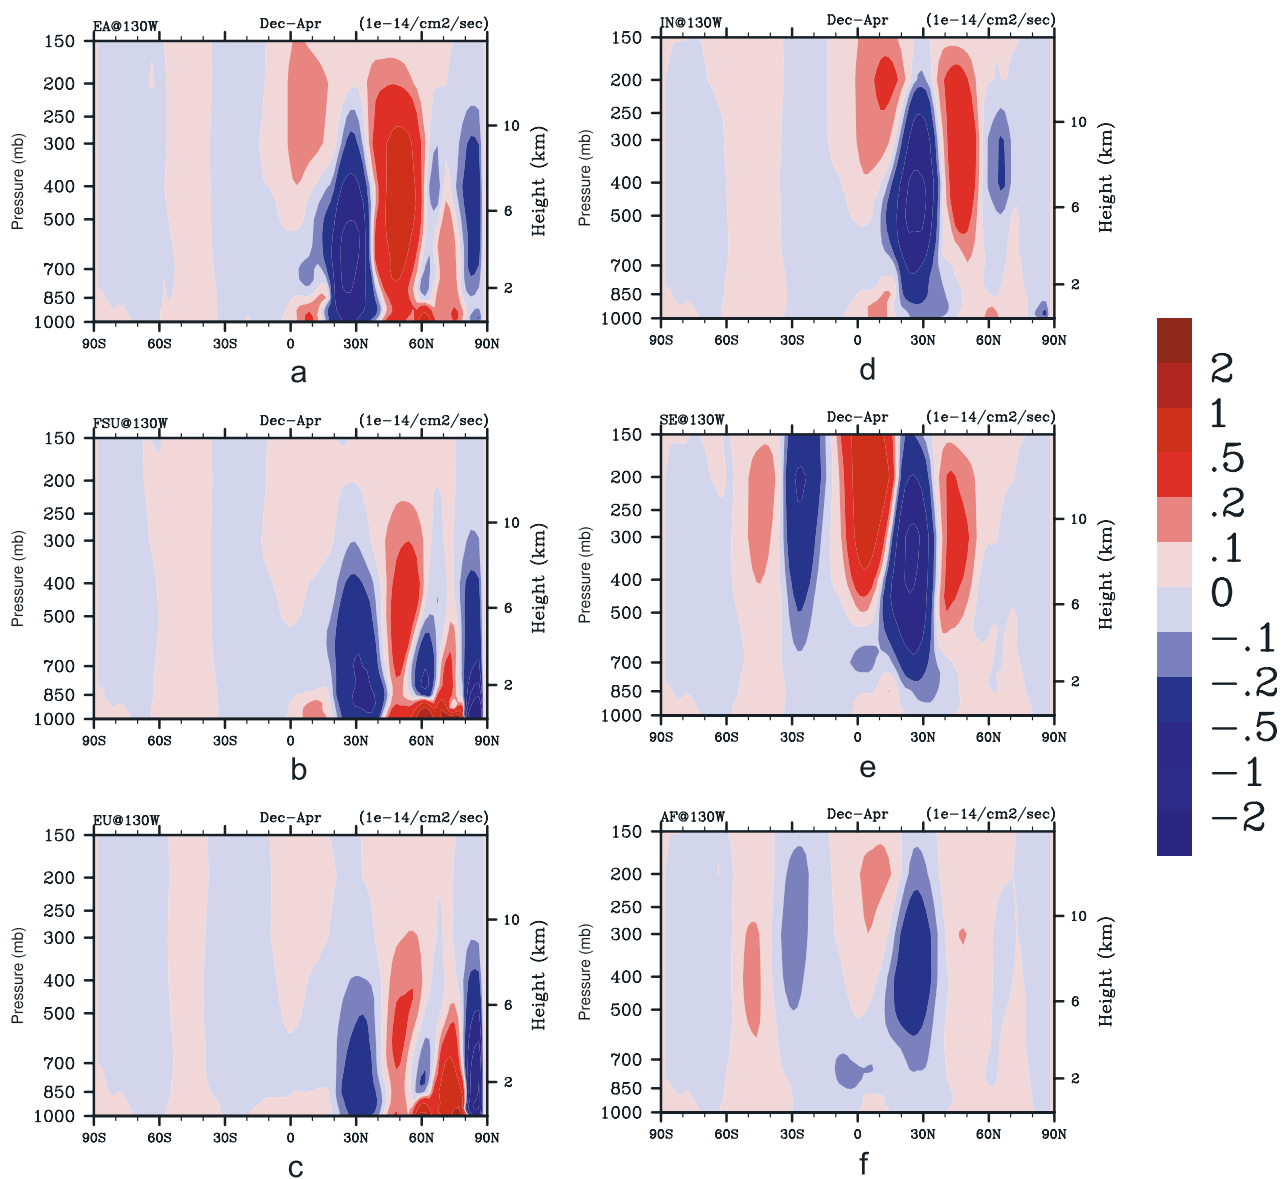 EA@130W Dec-Apr (1e-14/cm2/sec)
150
200
250
300
400
500
700
850
1000
Pressure (mb)
10
6
2
Height (km)
90S 60S 30S 0 30N 60N 90N
a
IN@130W Dec-Apr (1e-14/cm2/sec)
150
200
250
300
400
500
700
850
1000
Pressure (mb)
10
6
2
Height (km)
90S 60S 30S 0 30N 60N 90N
d
FSU@130W Dec-Apr (1e-14/cm2/sec)
150
200
250
300
400
500
700
850
1000
Pressure (mb)
10
6
2
Height (km)
90S 60S 30S 0 30N 60N 90N
b
SE@130W Dec-Apr (1e-14/cm2/sec)
150
200
250
300
400
500
700
850
1000
Pressure (mb)
10
6
2
Height (km)
90S 60S 30S 0 30N 60N 90N
e
EU@130W Dec-Apr (1e-14/cm2/sec)
150
200
250
300
400
500
700
850
1000
Pressure (mb)
10
6
2
Height (km)
90S 60S 30S 0 30N 60N 90N
c
AF@130W Dec-Apr (1e-14/cm2/sec)
150
200
250
300
400
500
700
850
1000
Pressure (mb)
10
6
2
Height (km)
90S 60S 30S 0 30N 60N 90N
f
2
1
.5
.2
.1
0
-.1
-.2
-.5
-1
-2